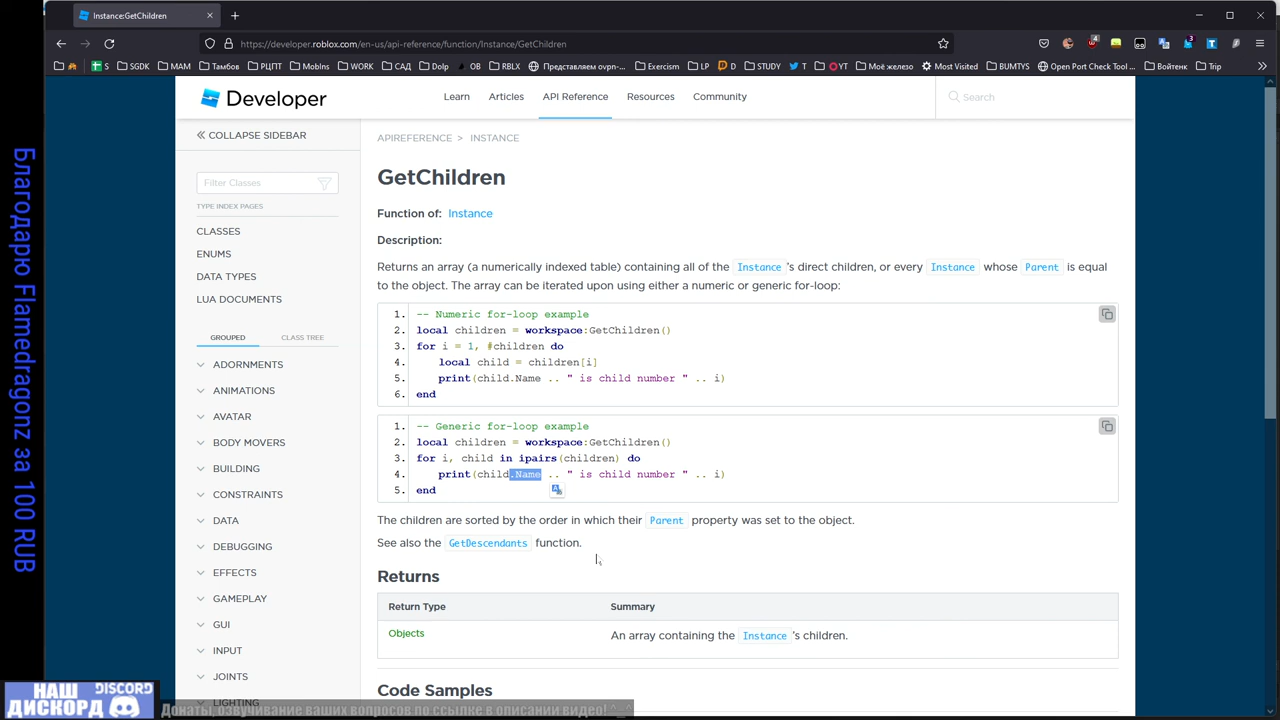 Instance:GetChildren
https://developer.roblox.com/en-us/api-reference/function/Instance/GetChildren
S SGDK MAM Тамбов РЦПТ MobIns WORK САД Dolp OB RBLX Представляем ovpn-... Exercism LP D STUDY T YT Моё железо Most Visited BUMTYS Open Port Check Tool ... Войтенк Trip
Developer
Learn Articles API Reference Resources Community Search
COLLAPSE SIDEBAR
Filter Classes
TYPE INDEX PAGES
CLASSES
ENUMS
DATA TYPES
LUA DOCUMENTS
GROUPED CLASS TREE
ADORNMENTS
ANIMATIONS
AVATAR
BODY MOVERS
BUILDING
CONSTRAINTS
DATA
DEBUGGING
EFFECTS
GAMEPLAY
GUI
INPUT
JOINTS
LIGHTING
APIREFERENCE > INSTANCE
GetChildren
Function of: Instance
Description:
Returns an array (a numerically indexed table) containing all of the Instance 's direct children, or every Instance whose Parent is equal
to the object. The array can be iterated upon using either a numeric or generic for-loop:
1. -- Numeric for-loop example
2. local children = workspace:GetChildren()
3. for i = 1, #children do
4. local child = children[i]
5. print(child.Name .. " is child number " .. i)
6. end
1. -- Generic for-loop example
2. local children = workspace:GetChildren()
3. for i, child in ipairs(children) do
4. print(child.Name .. " is child number " .. i)
5. end
The children are sorted by the order in which their Parent property was set to the object.
See also the GetDescendants function.
Returns
Return Type Summary
Objects An array containing the Instance 's children.
Code Samples
Благодарю Flamedragonz за 100 RUB
НАШ DISCORD
ДИСКОРД
Донаты, озвучивание ваших вопросов по ссылке в описании видео! ^_^